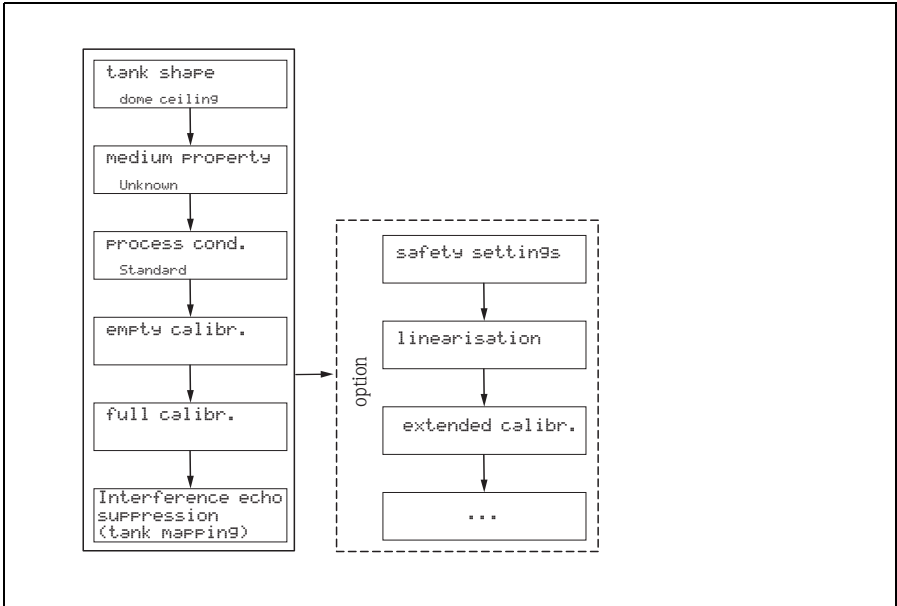 tank shape
dome ceiling
medium property
Unknown
process cond.
Standard
empty calibr.
full calibr.
Interference echo
suppression
(tank mapping)
option
safety settings
linearisation
extended calibr.
...